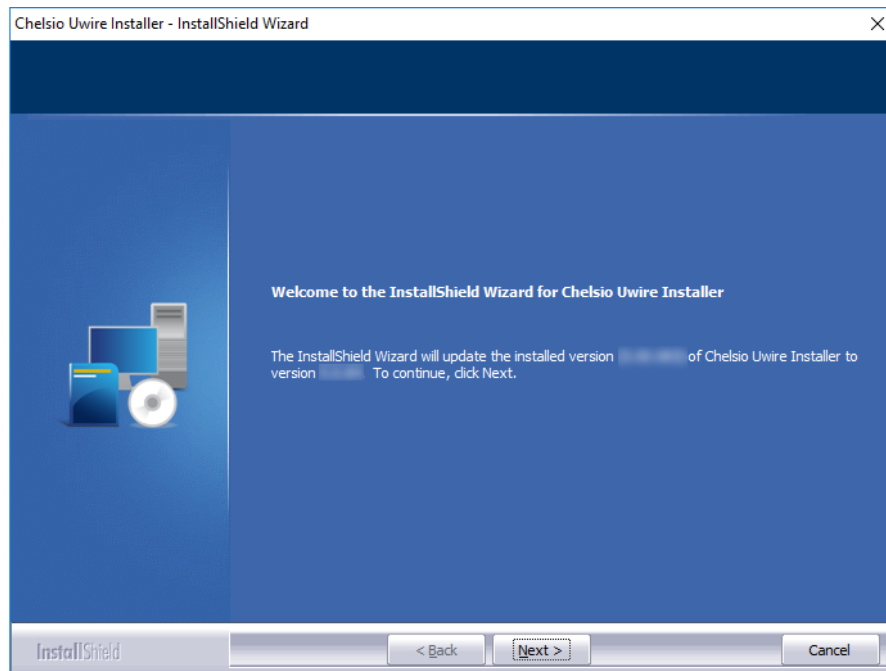 Chelsio Uwire Installer - InstallShield Wizard
Welcome to the InstallShield Wizard for Chelsio Uwire Installer
The InstallShield Wizard will update the installed version of Chelsio Uwire Installer to
version To continue, click Next.
InstallShield
< Back
Next >
Cancel